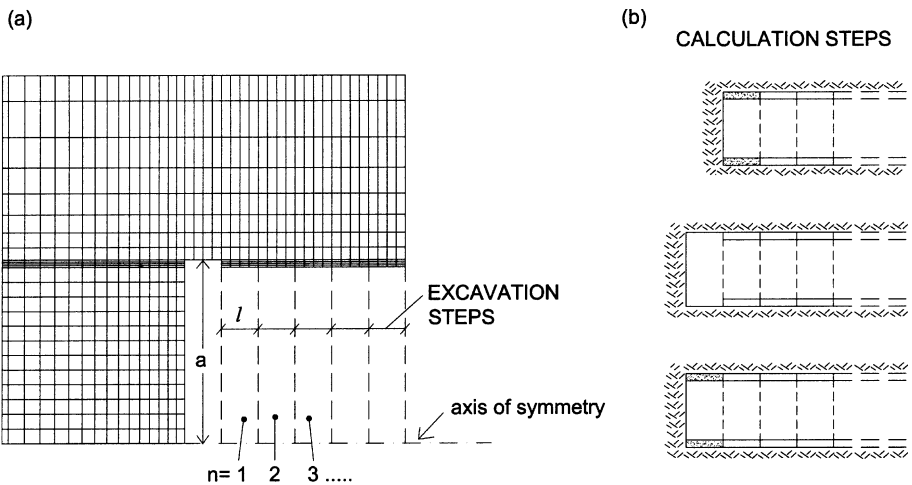 (a)
(b)
CALCULATION STEPS
EXCAVATION
STEPS
l
a
axis of symmetry
n= 1 2 3 .....